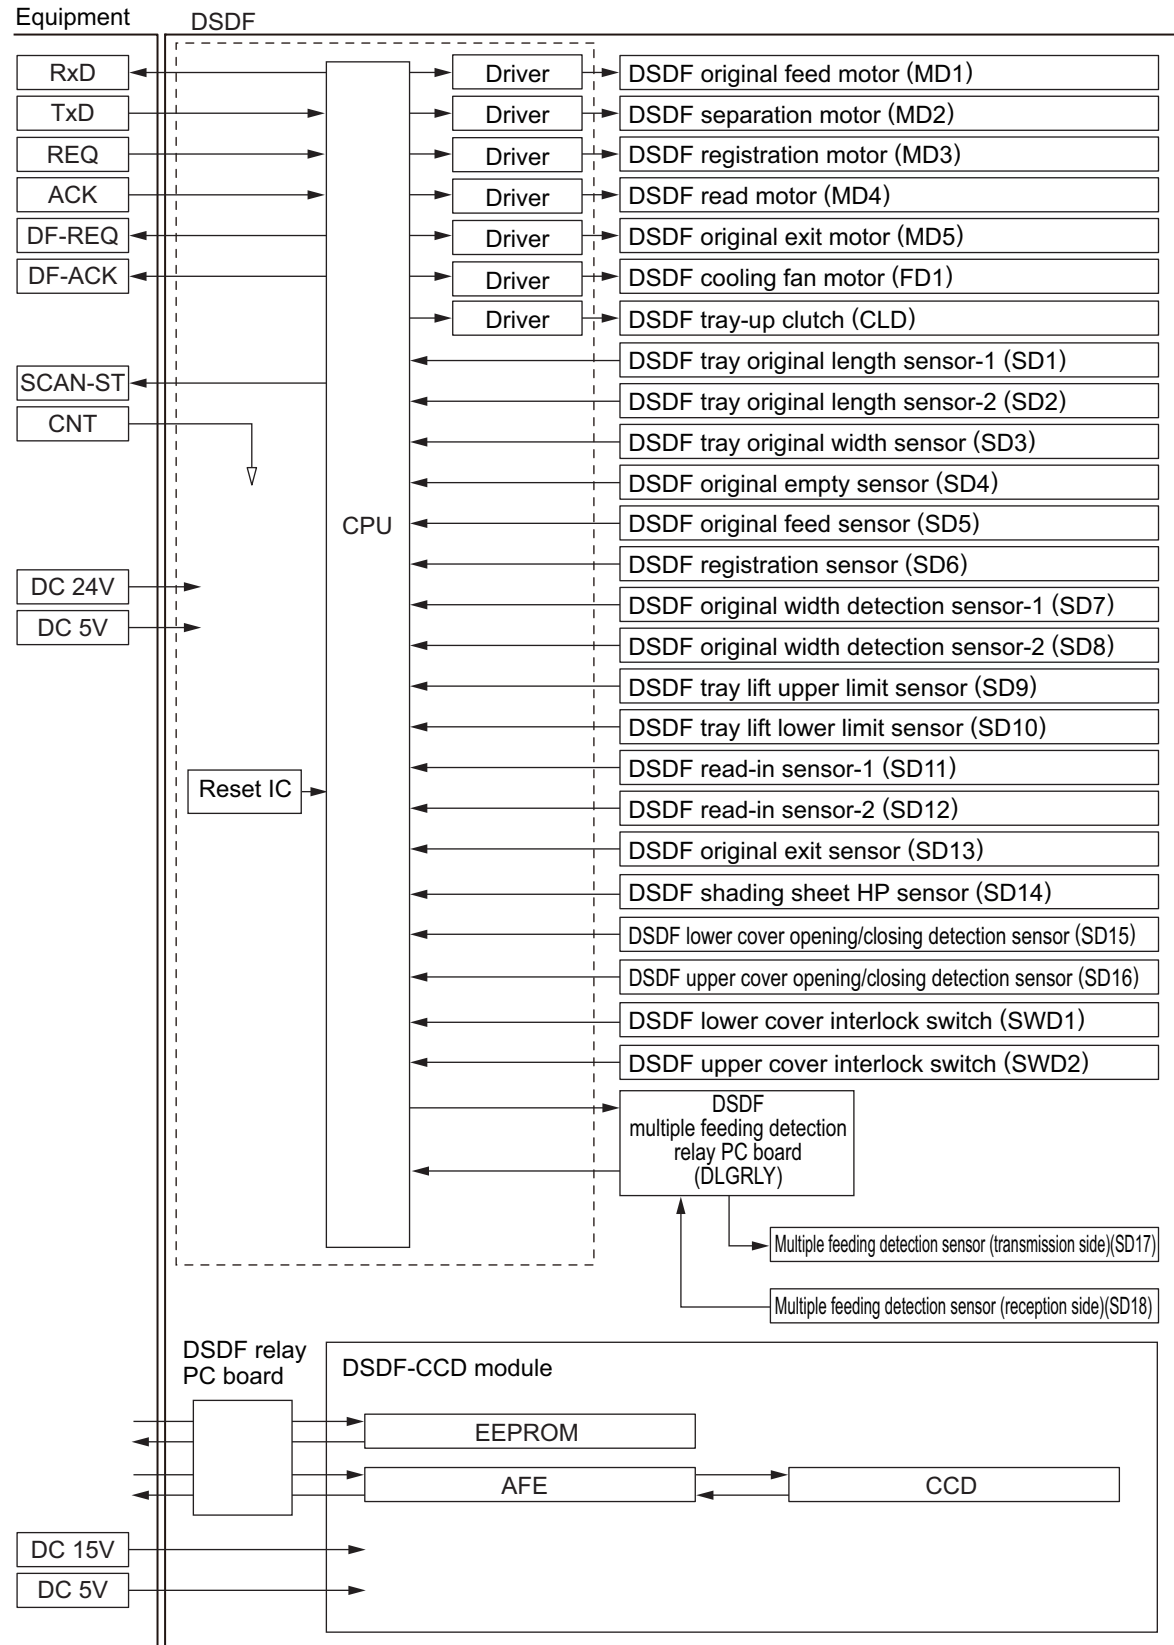 Equipment
DSDF
RxD
TxD
REQ
ACK
DF-REQ
DF-ACK
SCAN-ST
CNT
DC 24V
DC 5V
Reset IC
CPU
Driver
Driver
Driver
Driver
Driver
Driver
Driver
DSDF original feed motor (MD1)
DSDF separation motor (MD2)
DSDF registration motor (MD3)
DSDF read motor (MD4)
DSDF original exit motor (MD5)
DSDF cooling fan motor (FD1)
DSDF tray-up clutch (CLD)
DSDF tray original length sensor-1 (SD1)
DSDF tray original length sensor-2 (SD2)
DSDF tray original width sensor (SD3)
DSDF original empty sensor (SD4)
DSDF original feed sensor (SD5)
DSDF registration sensor (SD6)
DSDF original width detection sensor-1 (SD7)
DSDF original width detection sensor-2 (SD8)
DSDF tray lift upper limit sensor (SD9)
DSDF tray lift lower limit sensor (SD10)
DSDF read-in sensor-1 (SD11)
DSDF read-in sensor-2 (SD12)
DSDF original exit sensor (SD13)
DSDF shading sheet HP sensor (SD14)
DSDF lower cover opening/closing detection sensor (SD15)
DSDF upper cover opening/closing detection sensor (SD16)
DSDF lower cover interlock switch (SWD1)
DSDF upper cover interlock switch (SWD2)
DSDF
multiple feeding detection
relay PC board
(DLGRLY)
Multiple feeding detection sensor (transmission side)(SD17)
Multiple feeding detection sensor (reception side)(SD18)
DSDF relay
PC board
DSDF-CCD module
EEPROM
AFE
CCD
DC 15V
DC 5V